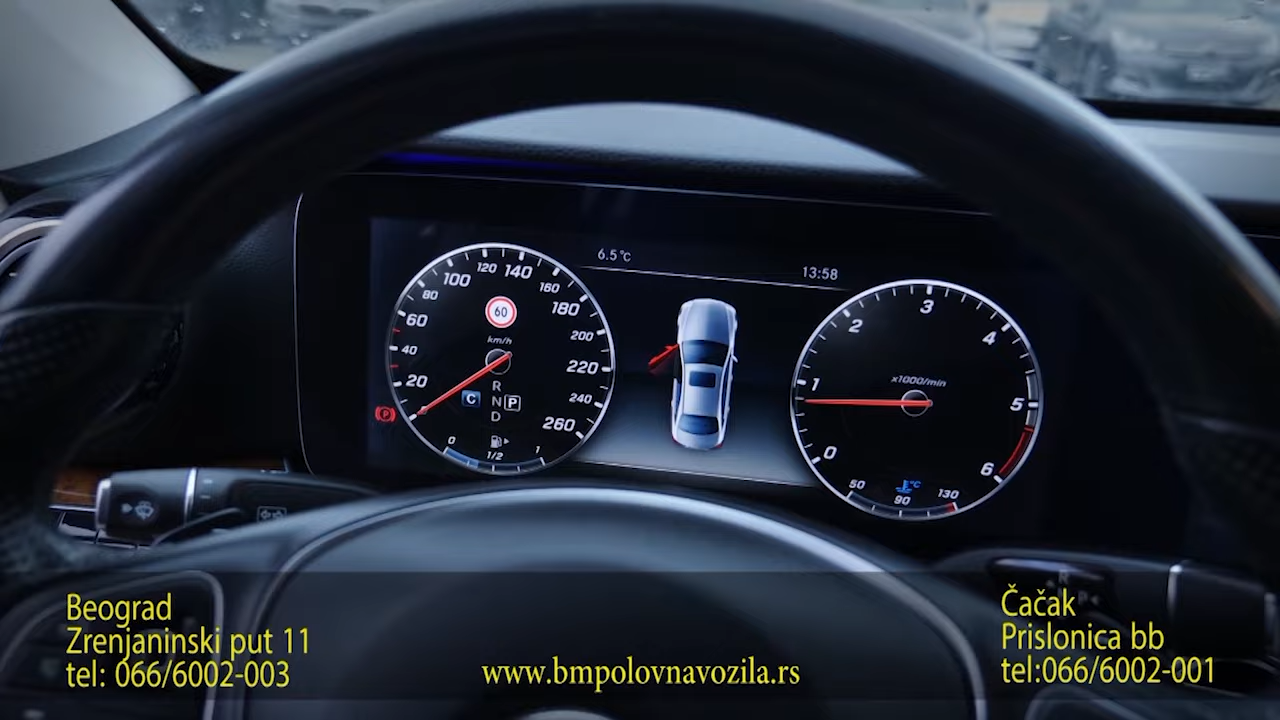 6.5°C
13:58
20
40
60
80
100
120
140
160
180
200
220
240
260
60
km/h
R
N
D
C
P
(P)
0
1/2
1
0
1
2
3
4
5
6
x1000/min
°C
50
90
130
Beograd
Zrenjaninski put 11
tel: 066/6002-003
www.bmpolovnavozila.rs
Čačak
Prislonica bb
tel:066/6002-001